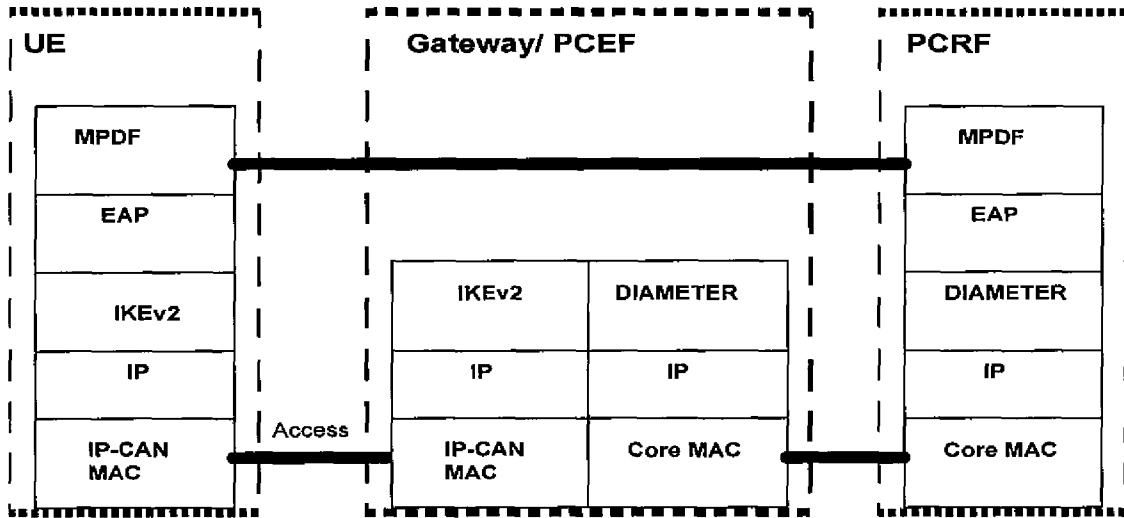 UE
MPDF
EAP
IKEv2
IP
IP-CAN
MAC
Access
Gateway/ PCEF
IKEv2
DIAMETER
IP
IP
IP-CAN
MAC
Core MAC
PCRF
MPDF
EAP
DIAMETER
IP
Core MAC